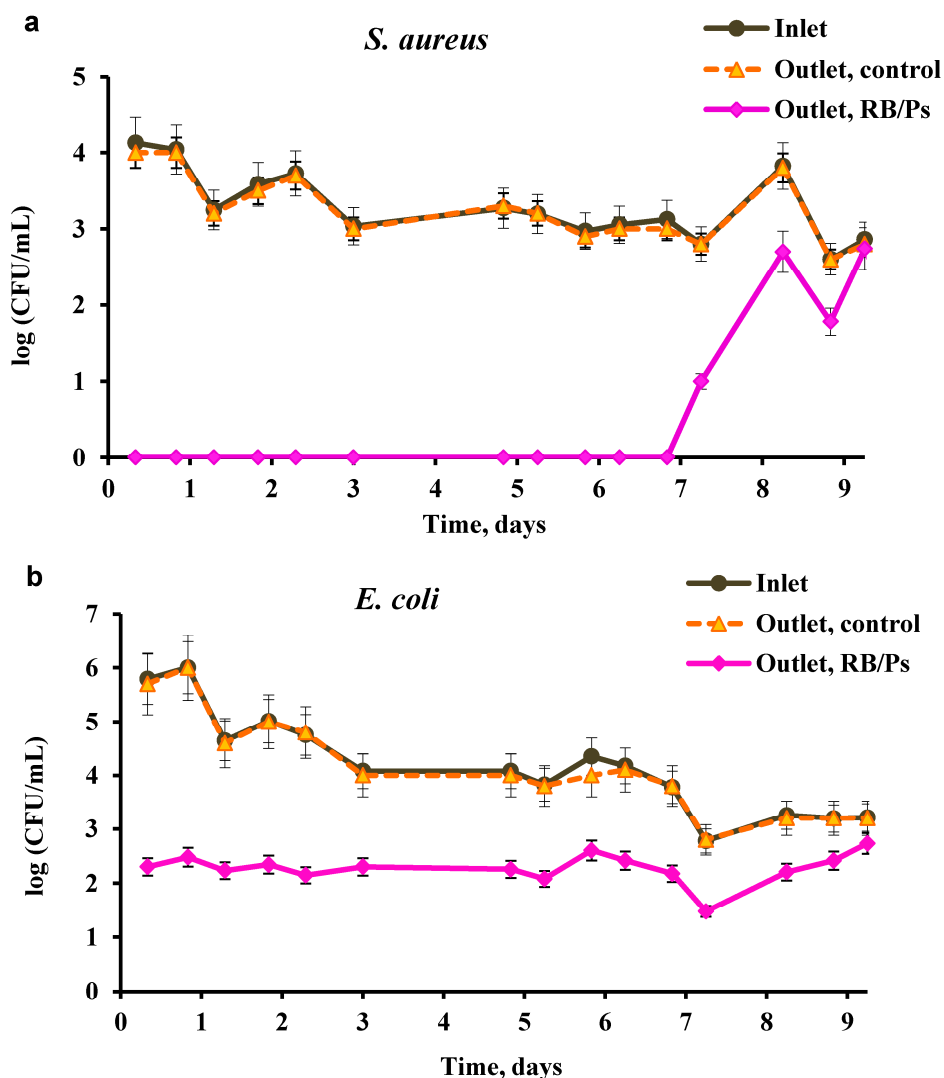 a
S. aureus
Inlet
Outlet, control
Outlet, RB/Ps
5
4
3
2
1
0
log (CFU/mL)
0 1 2 3 4 5 6 7 8 9
Time, days
b
E. coli
Inlet
Outlet, control
Outlet, RB/Ps
7
6
5
4
3
2
1
0
log (CFU/mL)
0 1 2 3 4 5 6 7 8 9
Time, days